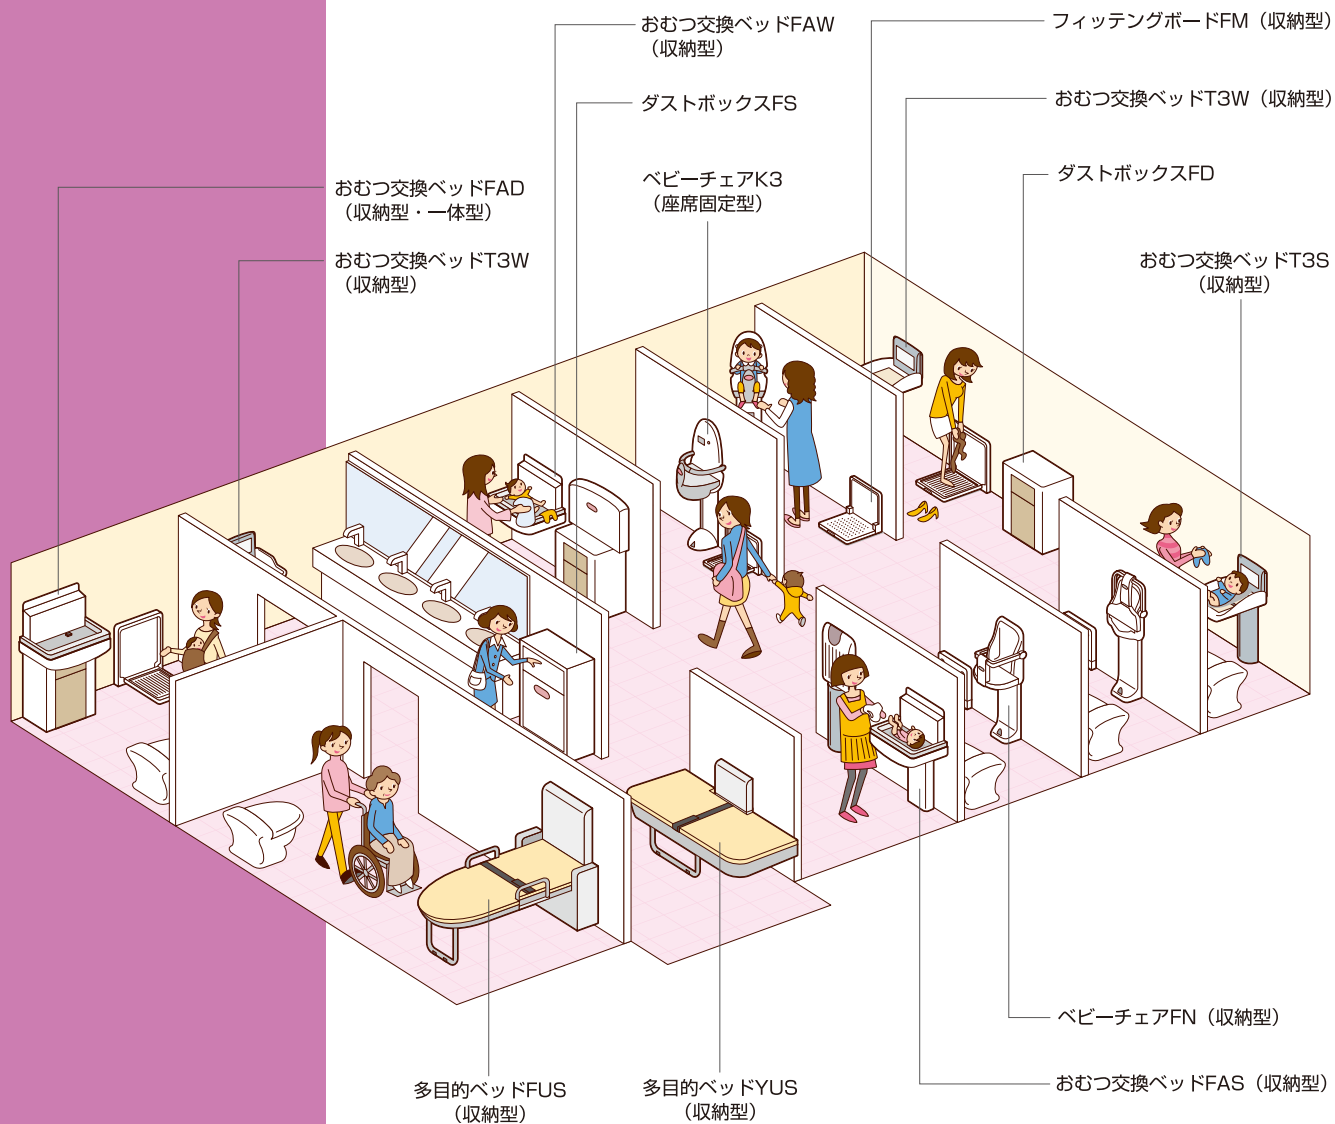 おむつ交換ベッドFAW
（収納型）
フィッテングボードFM（収納型）
ダストボックスFS
おむつ交換ベッドT3W（収納型）
ベビーチェアK3
（座席固定型）
ダストボックスFD
おむつ交換ベッドFAD
（収納型・一体型）
おむつ交換ベッドT3W
（収納型）
おむつ交換ベッドT3S
（収納型）
ベビーチェアFN（収納型）
おむつ交換ベッドFAS（収納型）
多目的ベッドFUS
（収納型）
多目的ベッドYUS
（収納型）